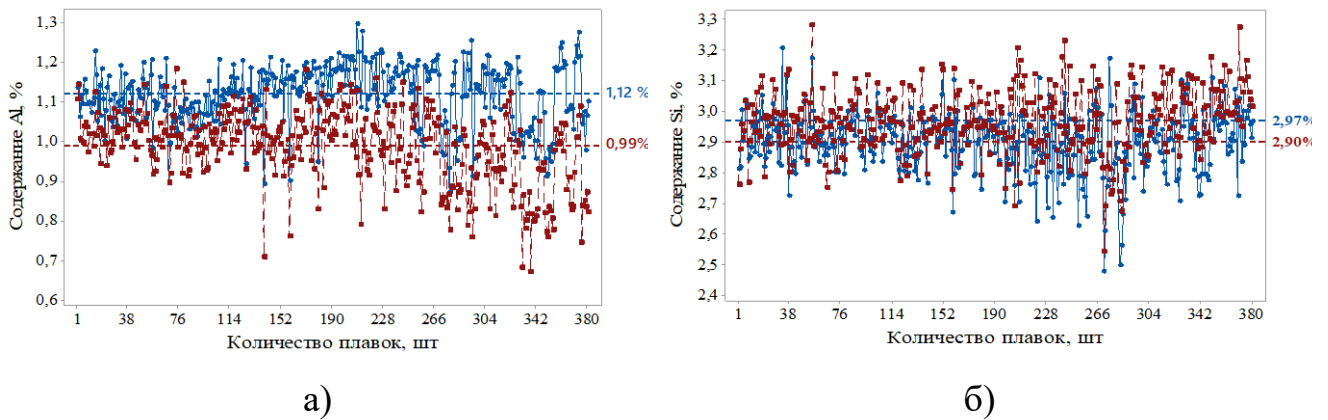 1,3
1,2
1,1
1,0
0,9
0,8
0,7
0,6
Содержание Al, %
1,12 %
0,99%
1 38 76 114 152 190 228 266 304 342 380
Количество плавок, шт
а)
3,3
3,2
3,1
3,0
2,9
2,8
2,7
2,6
2,5
2,4
Содержание Si, %
2,97%
2,90%
1 38 76 114 152 190 228 266 304 342 380
Количество плавок, шт
б)